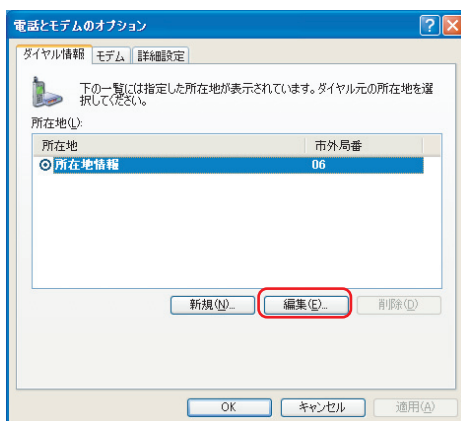 電話とモデムのオプション
ダイヤル情報 モデム 詳細設定
下の一覧には指定した所在地が表示されています。ダイヤル元の所在地を選
択してください。
所在地(L):
所在地 市外局番
所在地情報 06
新規(N)... 編集(E)... 削除(D)
OK キャンセル 適用(A)